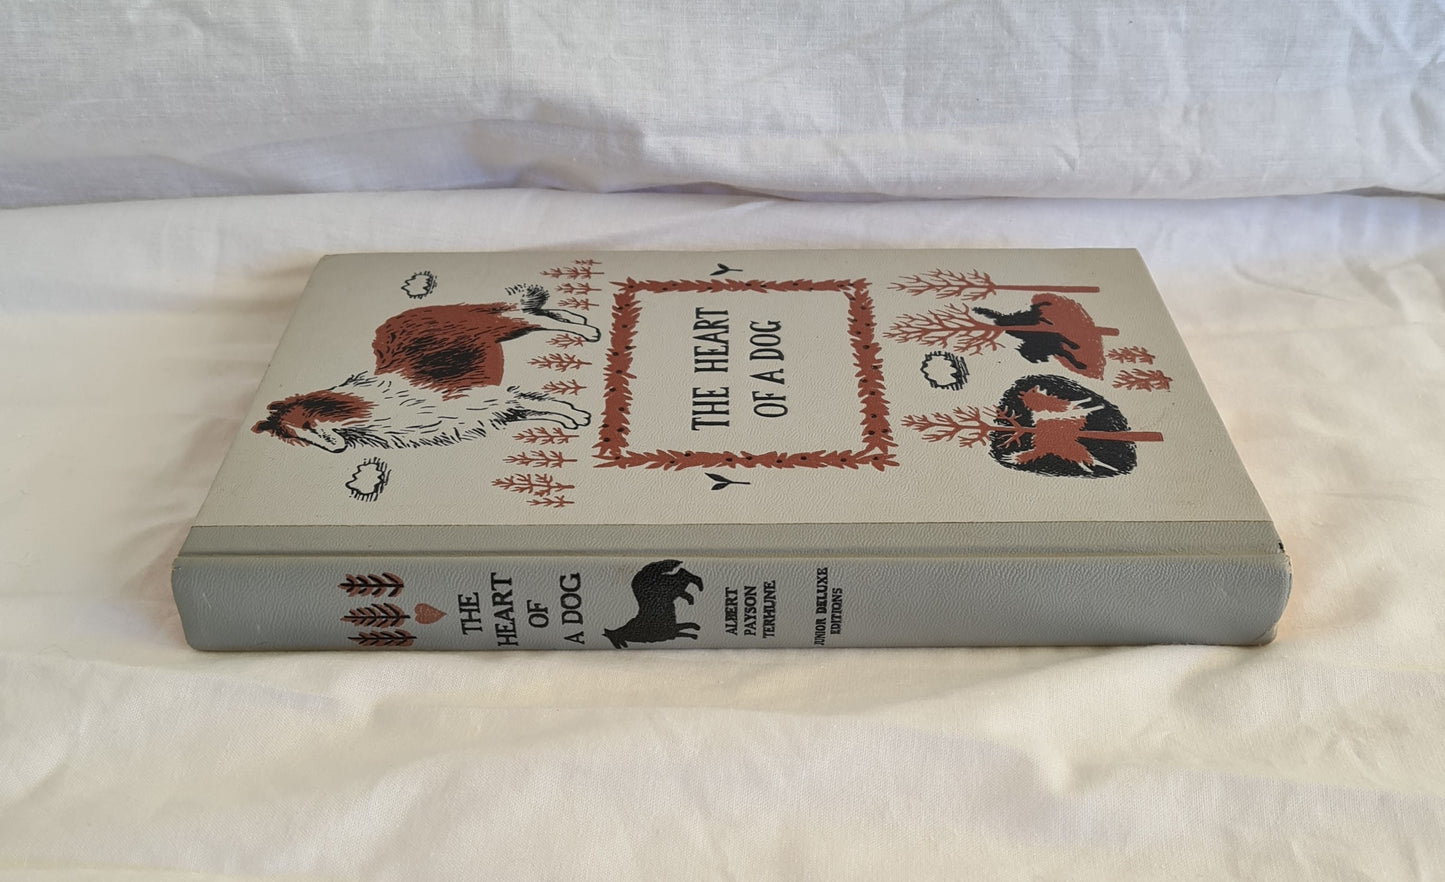 THE HEART
OF A DOG
THE
HEART
OF
A DOG
ALBERT
PAYSON
TERHUNE
JUNIOR DELUXE
EDITIONS